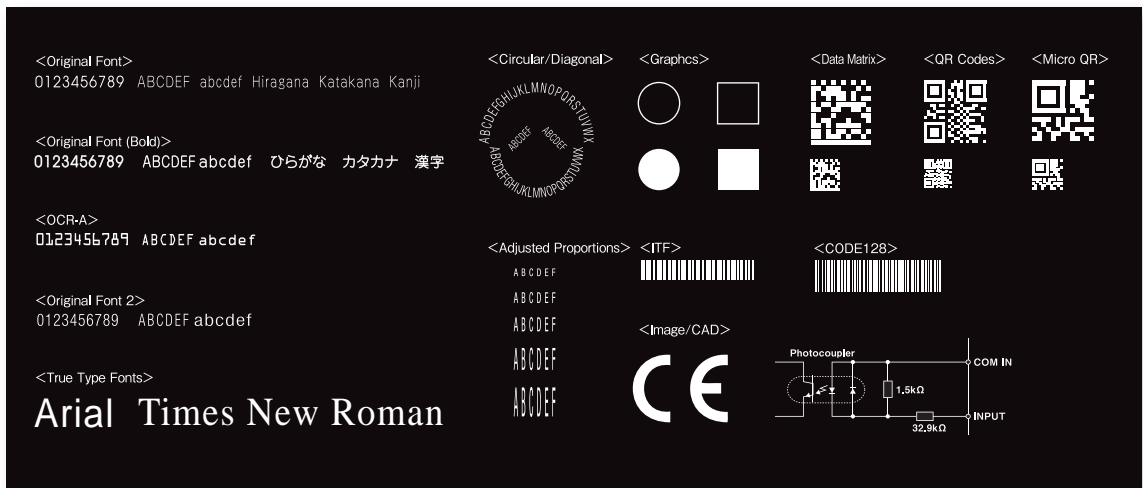 <Original Font>
0123456789 ABCDEF abcdef Hiragana Katakana Kanji
<Original Font (Bold)>
0123456789 ABCDEF abcdef ひらがな カタカナ 漢字
<OCR-A>
0123456789 ABCDEF abcdef
<Original Font 2>
0123456789 ABCDEF abcdef
<True Type Fonts>
Arial Times New Roman
<Circular/Diagonal>
ABCDEFGHIJKLMNOPQRSTUVWX
ABCDEF ABCDEF
ABCDEFGHIJKLMNOPQRSTUVWX
<Adjusted Proportions>
ABCDEF
ABCDEF
ABCDEF
ABCDEF
ABCDEF
<Graphcs>
<Data Matrix>
<QR Codes>
<Micro QR>
<ITF>
<CODE128>
<Image/CAD>
CE
Photocoupler
COM IN
1.5kΩ
INPUT
32.9kΩ